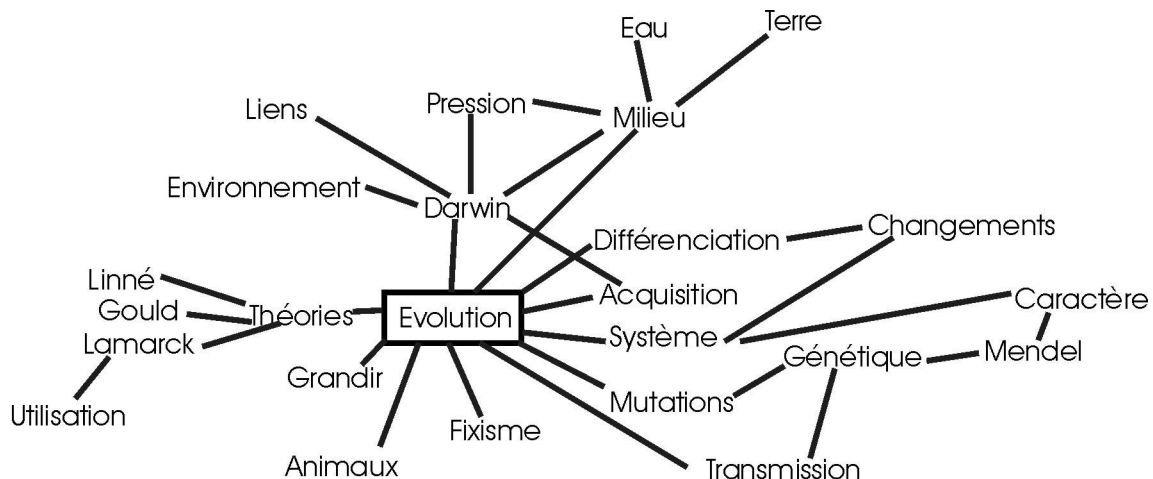 Eau
Terre
Liens
Pression
Milieu
Environnement
Darwin
Différenciation
Changements
Linné
Gould
Théories
Evolution
Acquisition
Caractère
Lamarck
Système
Génétique
Mendel
Grandir
Mutations
Utilisation
Fixisme
Animaux
Transmission